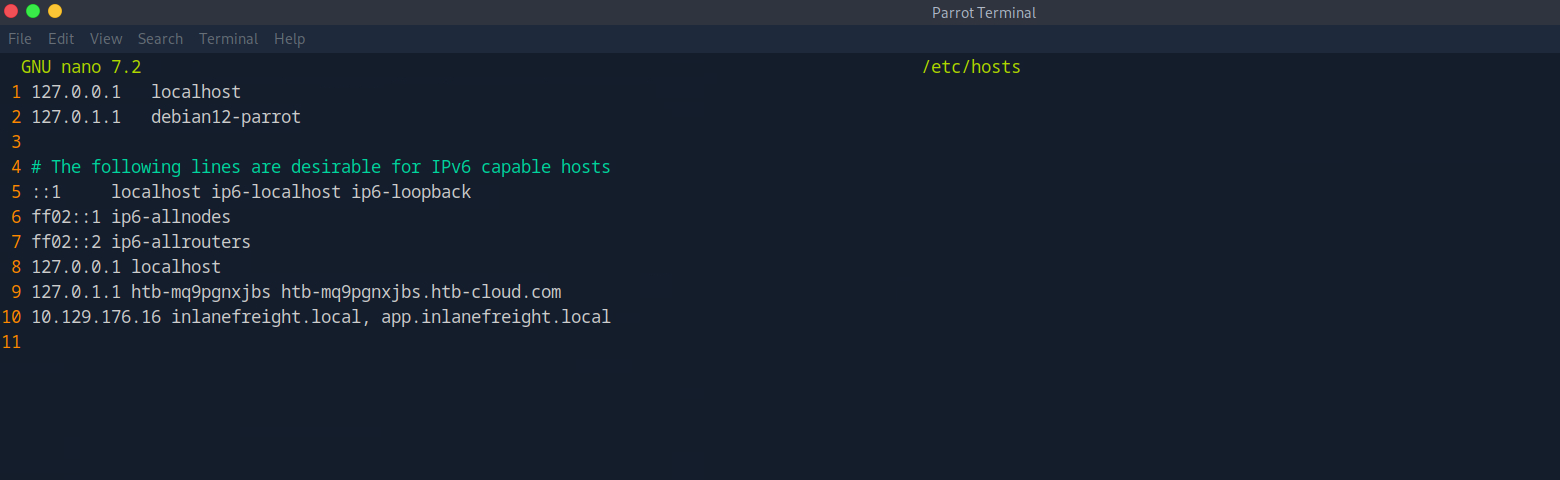 Parrot Terminal
File Edit View Search Terminal Help
GNU nano 7.2 /etc/hosts
1 127.0.0.1 localhost
2 127.0.1.1 debian12-parrot
3
4 # The following lines are desirable for IPv6 capable hosts
5 ::1 localhost ip6-localhost ip6-loopback
6 ff02::1 ip6-allnodes
7 ff02::2 ip6-allrouters
8 127.0.0.1 localhost
9 127.0.1.1 htb-mq9pgnxjbs htb-mq9pgnxjbs.htb-cloud.com
10 10.129.176.16 inlanefreight.local, app.inlanefreight.local
11